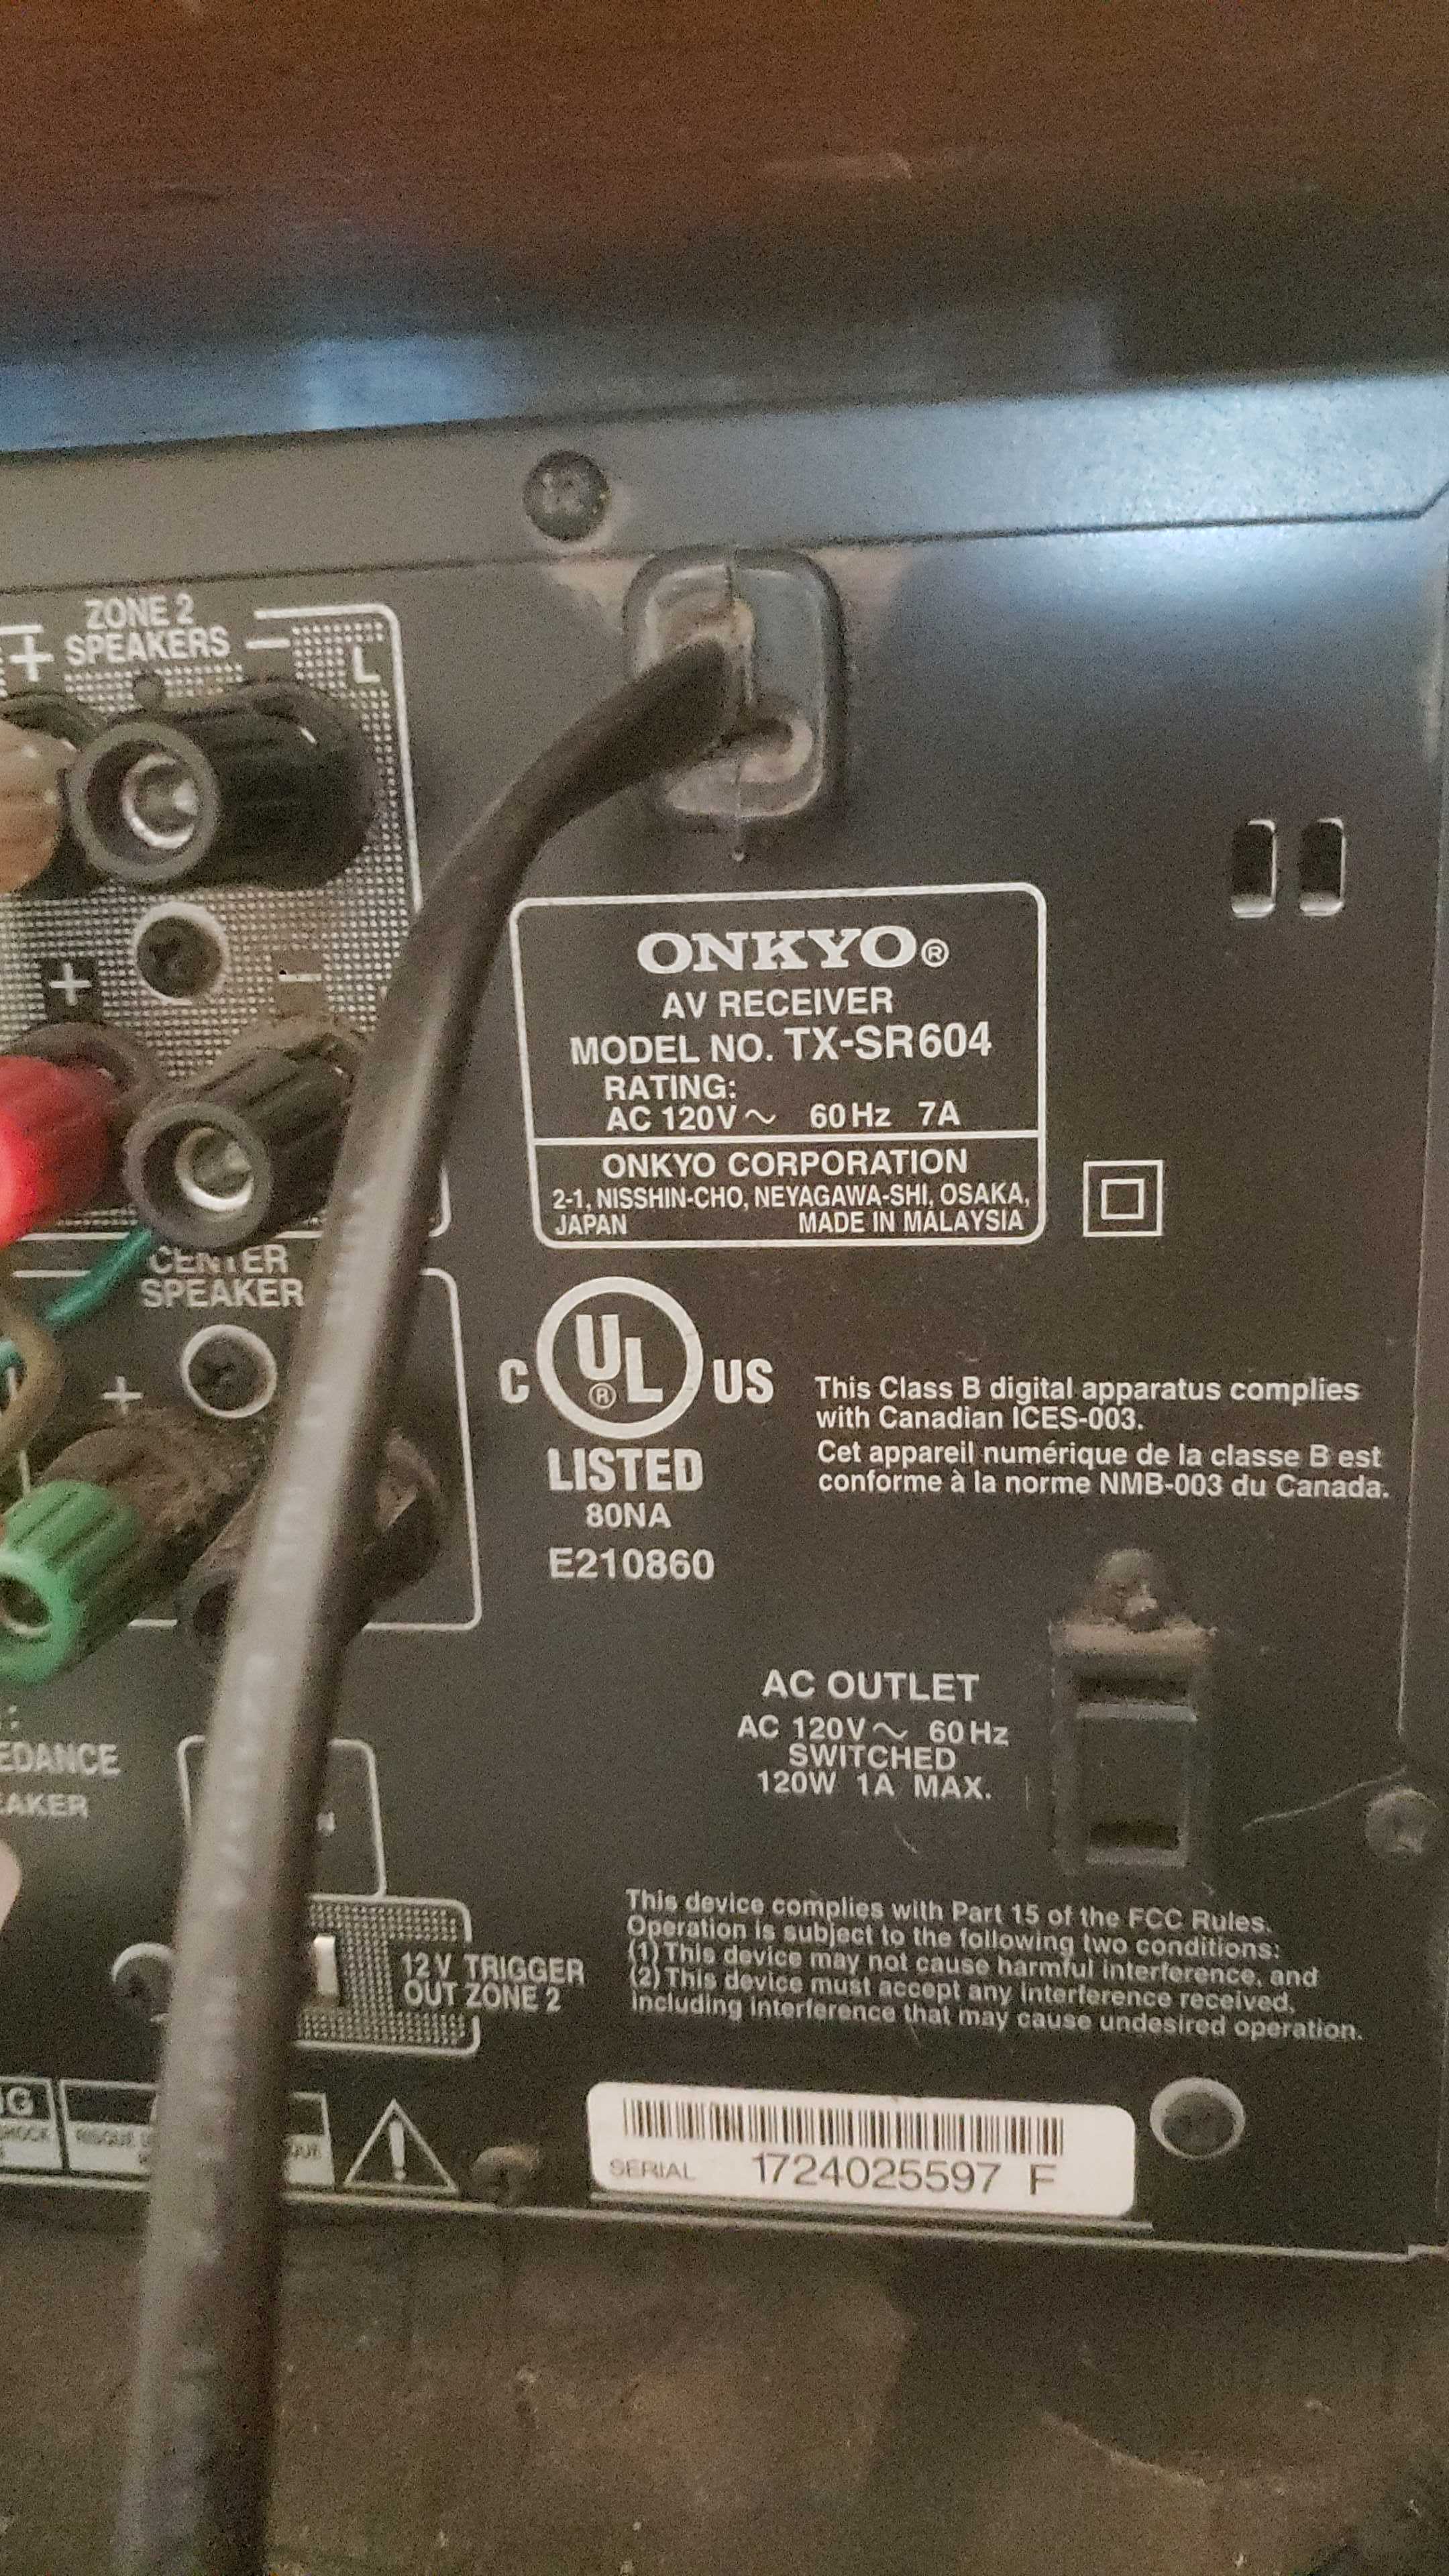 ZONE 2
+ SPEAKERS −
L
+ −
CENTER
SPEAKER
+
ONKYO®
AV RECEIVER
MODEL NO. TX-SR604
RATING:
AC 120V ~ 60 Hz 7A
ONKYO CORPORATION
2-1, NISSHIN-CHO, NEYAGAWA-SHI, OSAKA,
JAPAN MADE IN MALAYSIA
C UL® US
LISTED
80NA
E210860
This Class B digital apparatus complies
with Canadian ICES-003.
Cet appareil numérique de la classe B est
conforme à la norme NMB-003 du Canada.
EDANCE
EAKER
AC OUTLET
AC 120V ~ 60 Hz
SWITCHED
120W 1A MAX.
12V TRIGGER
OUT ZONE 2
This device complies with Part 15 of the FCC Rules.
Operation is subject to the following two conditions:
(1) This device may not cause harmful interference, and
(2) This device must accept any interference received,
including interference that may cause undesired operation.
SERIAL 1724025597 F